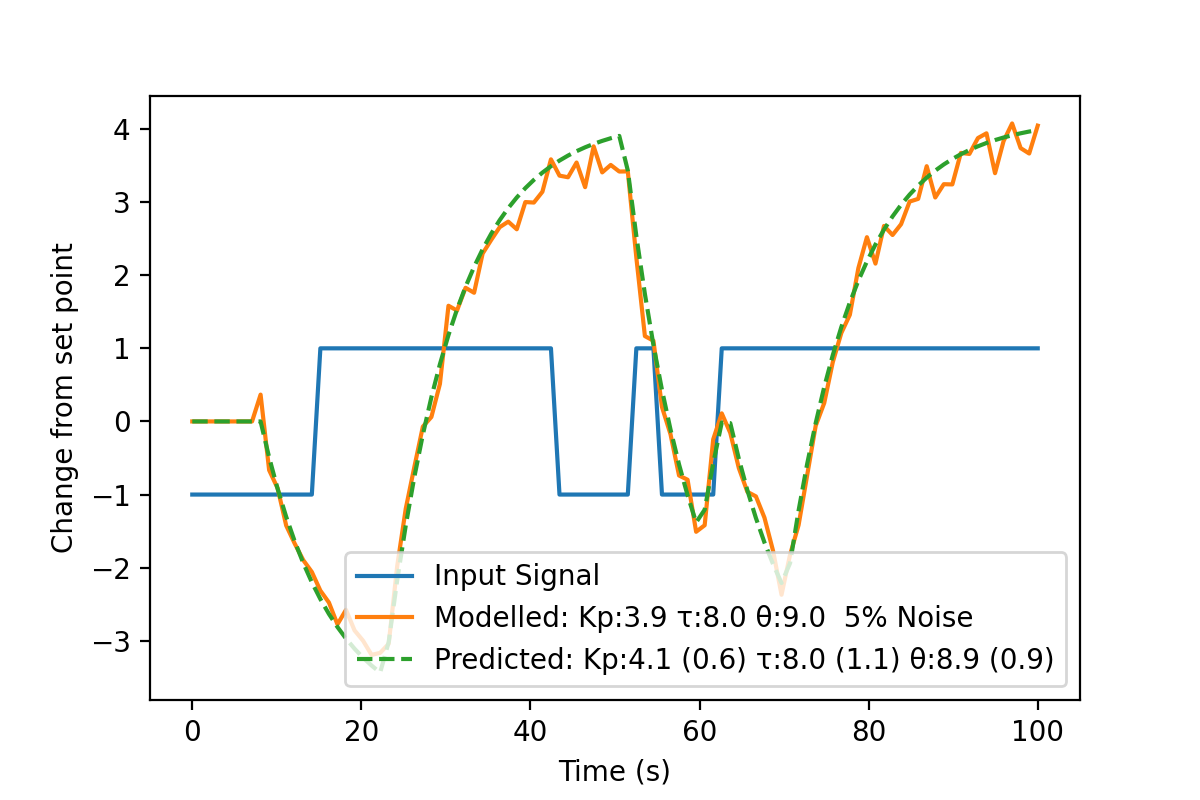 4
3
2
1
0
−1
−2
−3
Change from set point
Input Signal
Modelled: Kp:3.9 τ:8.0 θ:9.0  5% Noise
Predicted: Kp:4.1 (0.6) τ:8.0 (1.1) θ:8.9 (0.9)
0 20 40 60 80 100
Time (s)